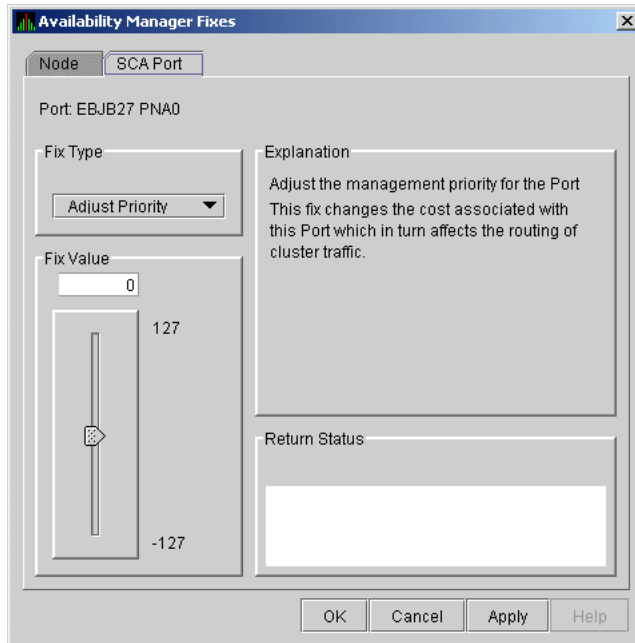 Availability Manager Fixes
Node
SCA Port
Port: EBJB27 PNA0
Fix Type
Adjust Priority
Fix Value
0
127
-127
Explanation
Adjust the management priority for the Port
This fix changes the cost associated with
this Port which in turn affects the routing of
cluster traffic.
Return Status
OK
Cancel
Apply
Help